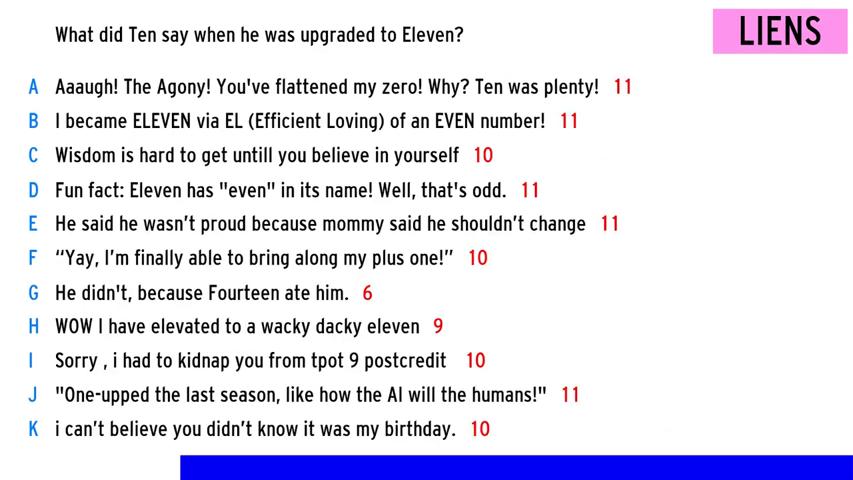 What did Ten say when he was upgraded to Eleven?
LIENS
A Aaaugh! The Agony! You've flattened my zero! Why? Ten was plenty! 11
B I became ELEVEN via EL (Efficient Loving) of an EVEN number! 11
C Wisdom is hard to get untill you believe in yourself 10
D Fun fact: Eleven has "even" in its name! Well, that's odd. 11
E He said he wasn’t proud because mommy said he shouldn’t change 11
F “Yay, I’m finally able to bring along my plus one!” 10
G He didn't, because Fourteen ate him. 6
H WOW I have elevated to a wacky dacky eleven 9
I Sorry , i had to kidnap you from tpot 9 postcredit 10
J "One-upped the last season, like how the AI will the humans!" 11
K i can’t believe you didn’t know it was my birthday. 10